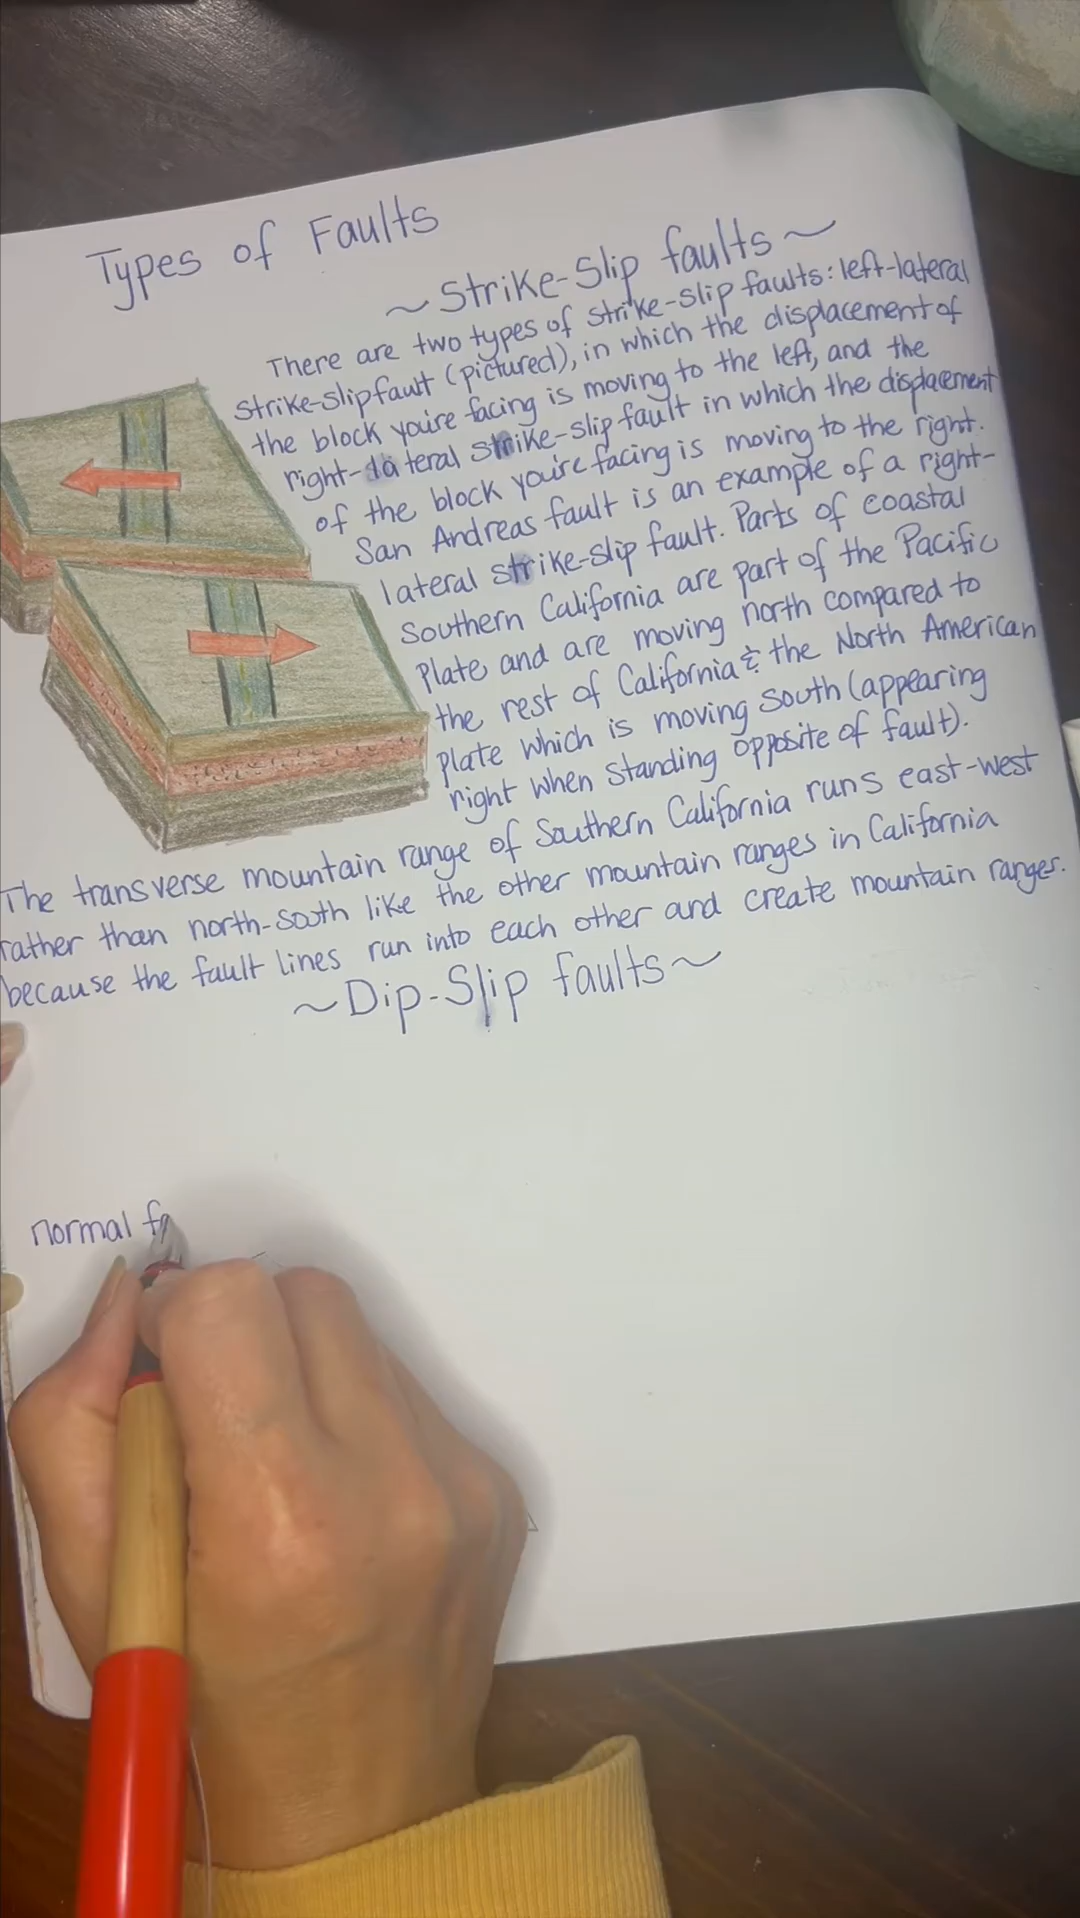 Types of Faults
~Strike-Slip faults~
There are two types of strike-slip faults: left-lateral
strike-slip fault (pictured), in which the displacement of
the block you're facing is moving to the left, and the
right-lateral strike-slip fault in which the displacement
of the block you're facing is moving to the right.
San Andreas fault is an example of a right-
lateral strike-slip fault. Parts of coastal
Southern California are part of the Pacific
Plate and are moving north compared to
the rest of California & the North American
plate which is moving South (appearing
right when standing opposite of fault).
The transverse mountain range of Southern California runs east-west
rather than north-south like the other mountain ranges in California
because the fault lines run into each other and create mountain ranges.
~Dip-Slip faults~
normal fa